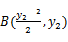 B(y₂²/2, y₂)